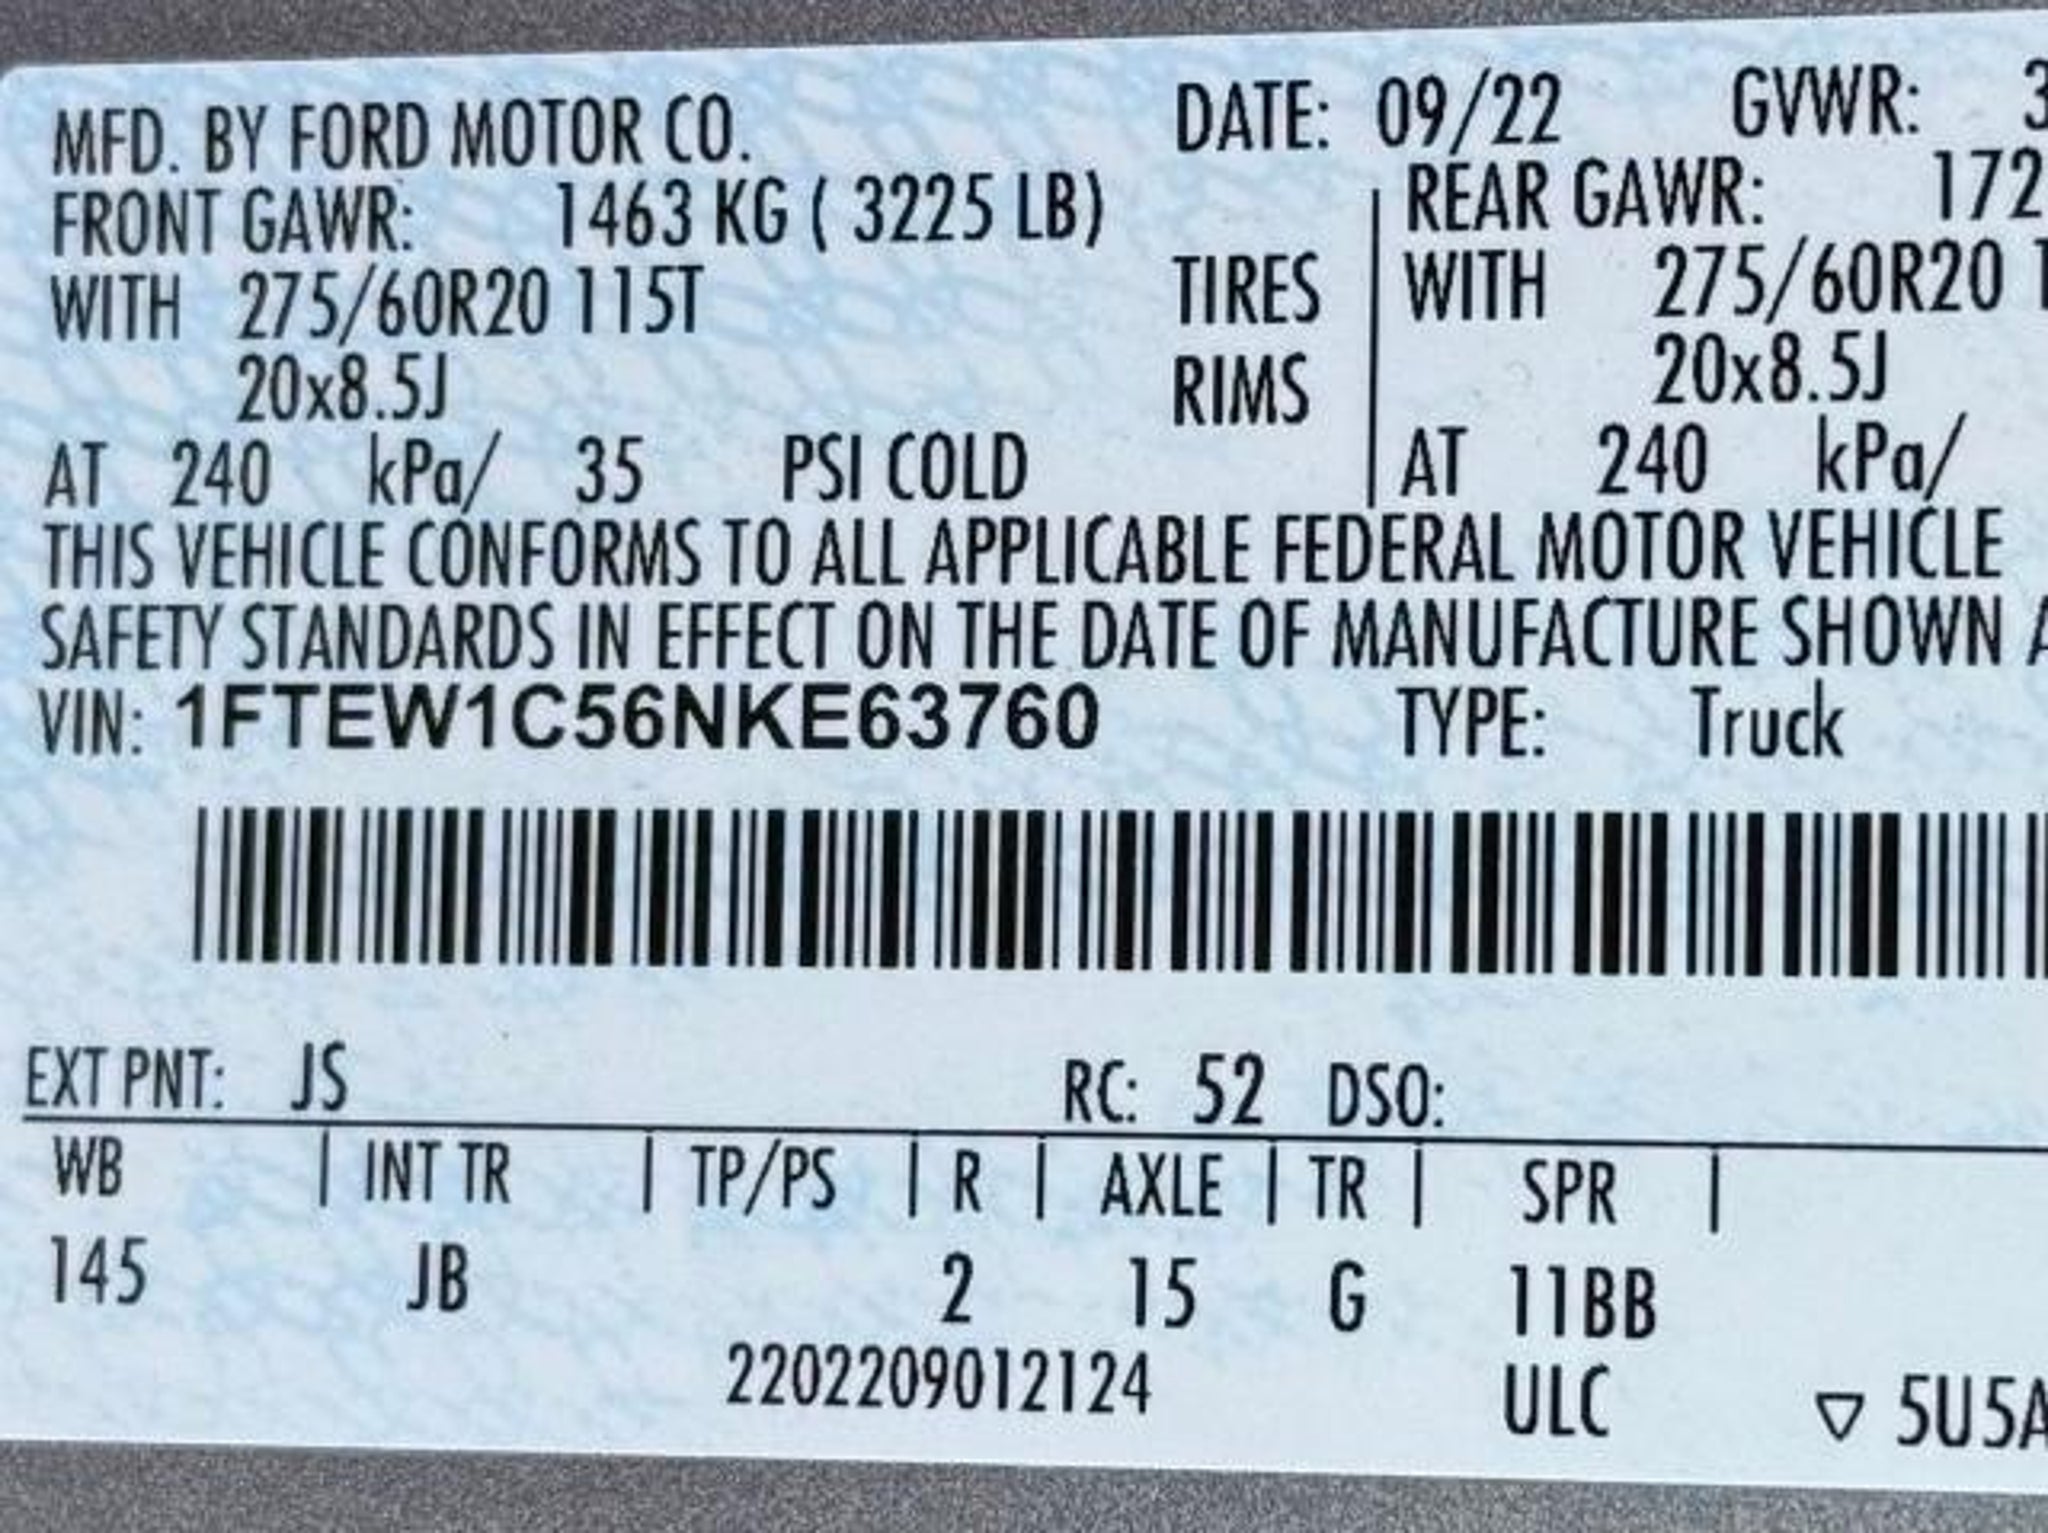 MFD. BY FORD MOTOR CO. DATE: 09/22 GVWR: 3
FRONT GAWR: 1463 KG ( 3225 LB) REAR GAWR: 172
WITH 275/60R20 115T TIRES WITH 275/60R20 1
20x8.5J RIMS 20x8.5J
AT 240 kPa/ 35 PSI COLD AT 240 kPa/
THIS VEHICLE CONFORMS TO ALL APPLICABLE FEDERAL MOTOR VEHICLE
SAFETY STANDARDS IN EFFECT ON THE DATE OF MANUFACTURE SHOWN A
VIN: 1FTEW1C56NKE63760 TYPE: Truck
EXT PNT: JS RC: 52 DSO:
WB | INT TR | TP/PS | R | AXLE | TR | SPR |
145 JB 2 15 G 11BB
2202209012124 ULC ▽ 5U5A